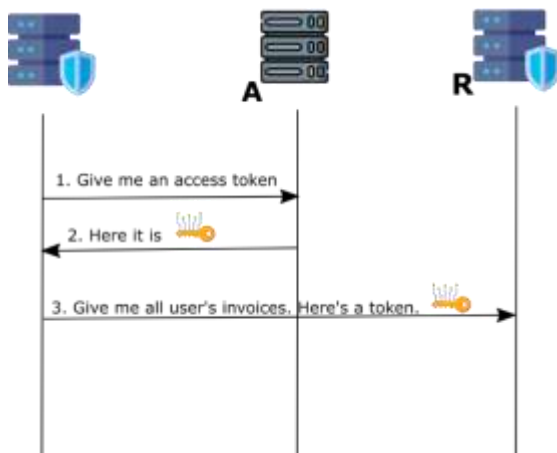 A
R
1. Give me an access token
2. Here it is
3. Give me all user's invoices. Here's a token.